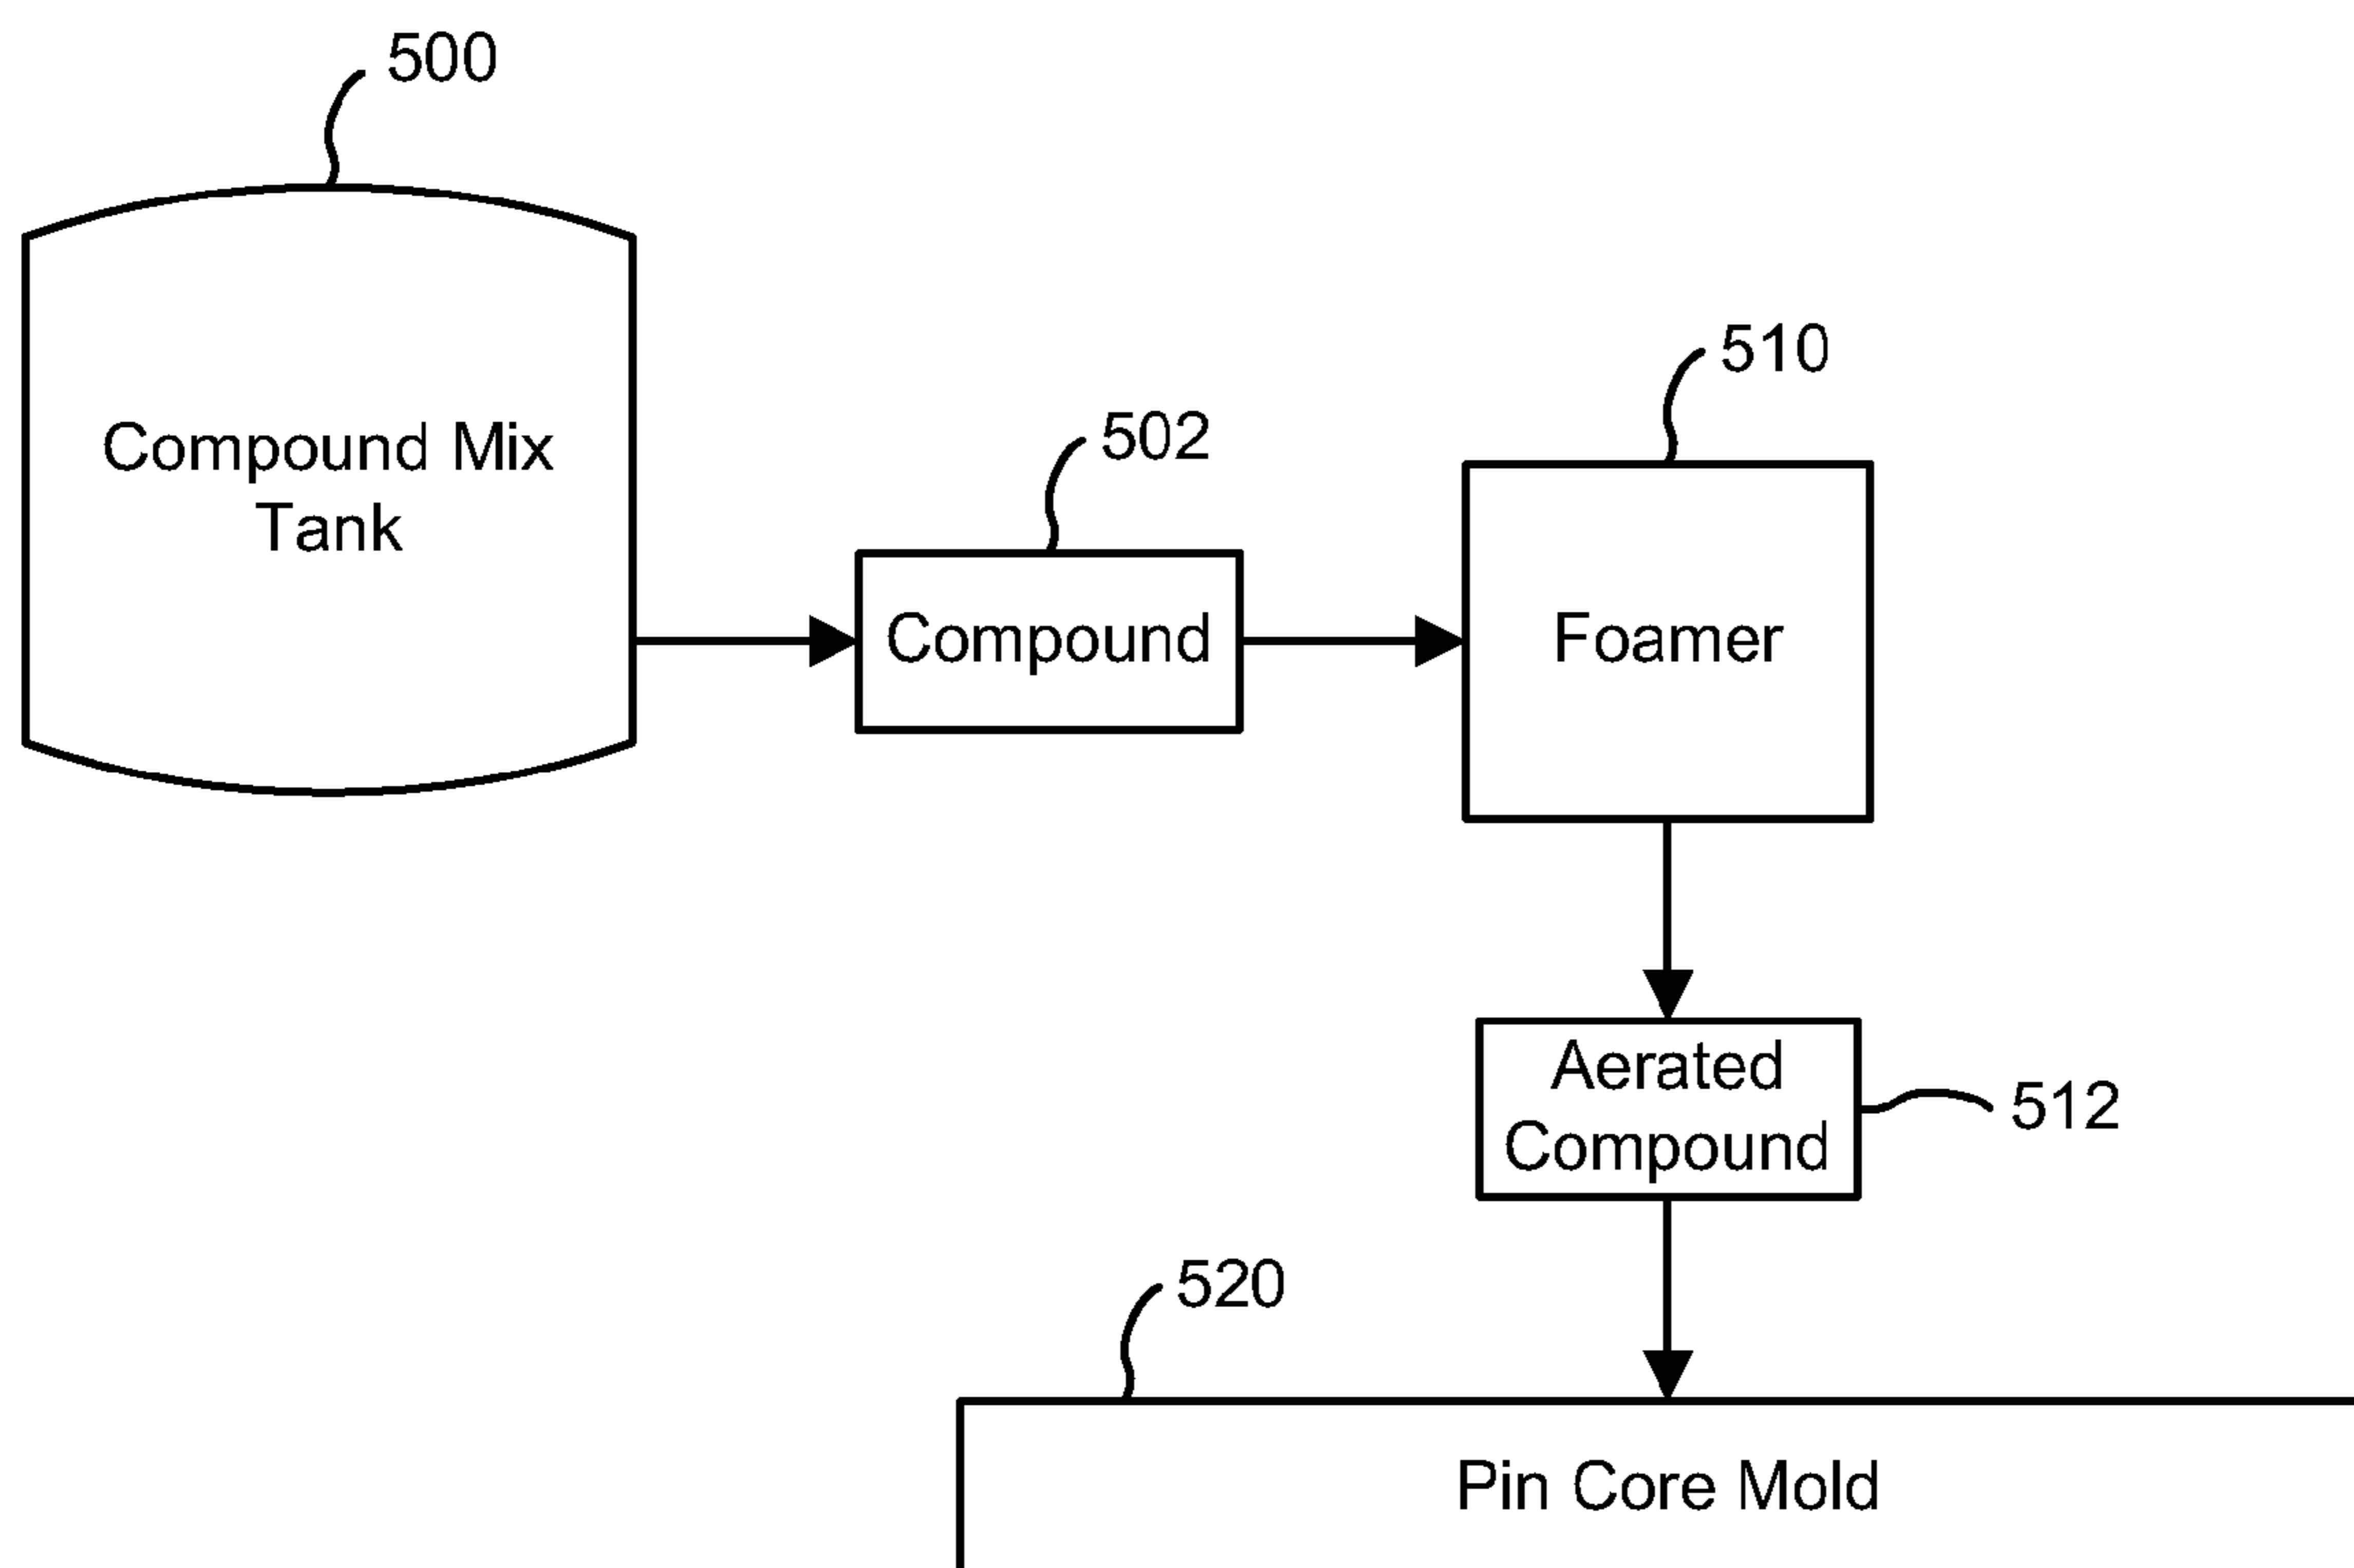 500
Compound Mix
Tank
502
Compound
510
Foamer
Aerated
Compound
512
520
Pin Core Mold